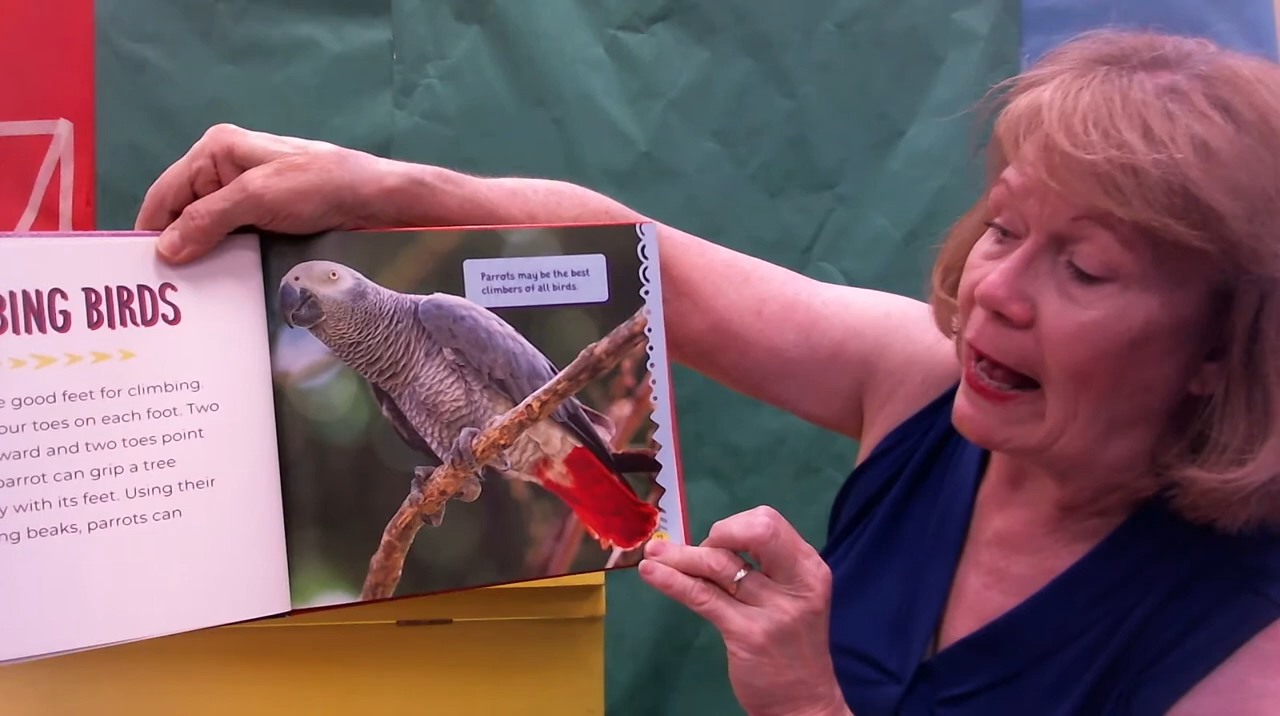 BING BIRDS
e good feet for climbing.
our toes on each foot. Two
ward and two toes point
parrot can grip a tree
y with its feet. Using their
ng beaks, parrots can
Parrots may be the best
climbers of all birds.